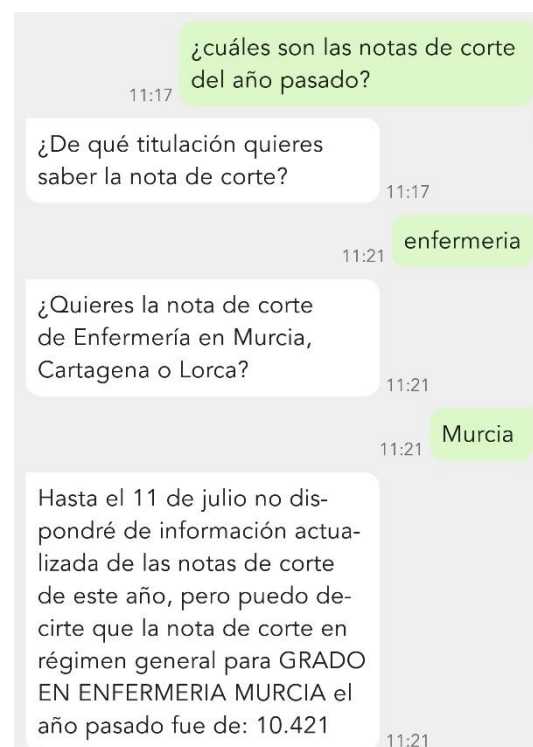 ¿cuáles son las notas de corte
del año pasado?
11:17
¿De qué titulación quieres
saber la nota de corte?
11:17
enfermeria
11:21
¿Quieres la nota de corte
de Enfermería en Murcia,
Cartagena o Lorca?
11:21
Murcia
11:21
Hasta el 11 de julio no dis-
pondré de información actua-
lizada de las notas de corte
de este año, pero puedo de-
cirte que la nota de corte en
régimen general para GRADO
EN ENFERMERIA MURCIA el
año pasado fue de: 10.421
11:21